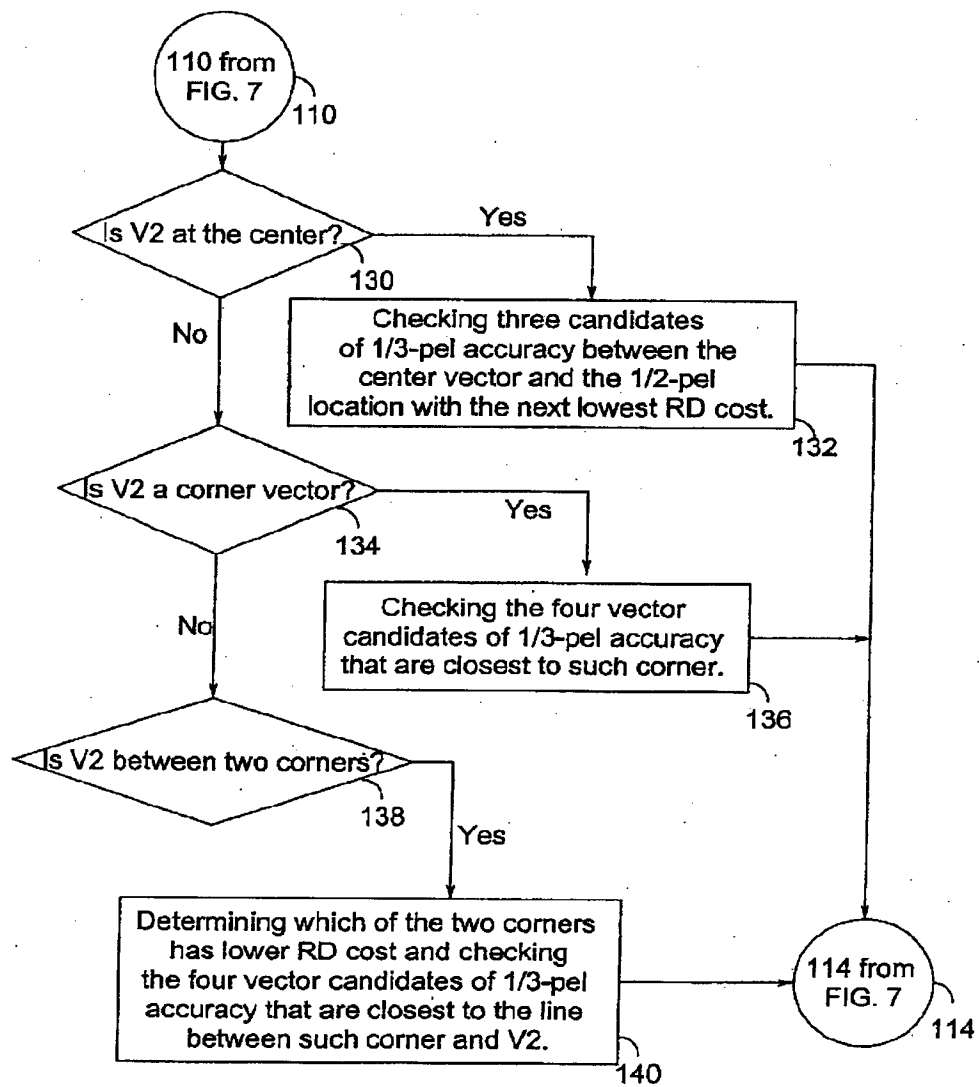 110 from
FIG. 7
110
Is V2 at the center?
Yes
130
No
Checking three candidates
of 1/3-pel accuracy between the
center vector and the 1/2-pel
location with the next lowest RD cost.
132
Is V2 a corner vector?
Yes
134
No
Checking the four vector
candidates of 1/3-pel accuracy
that are closest to such corner.
136
Is V2 between two corners?
138
Yes
Determining which of the two corners
has lower RD cost and checking
the four vector candidates of 1/3-pel
accuracy that are closest to the line
between such corner and V2.
140
114 from
FIG. 7
114